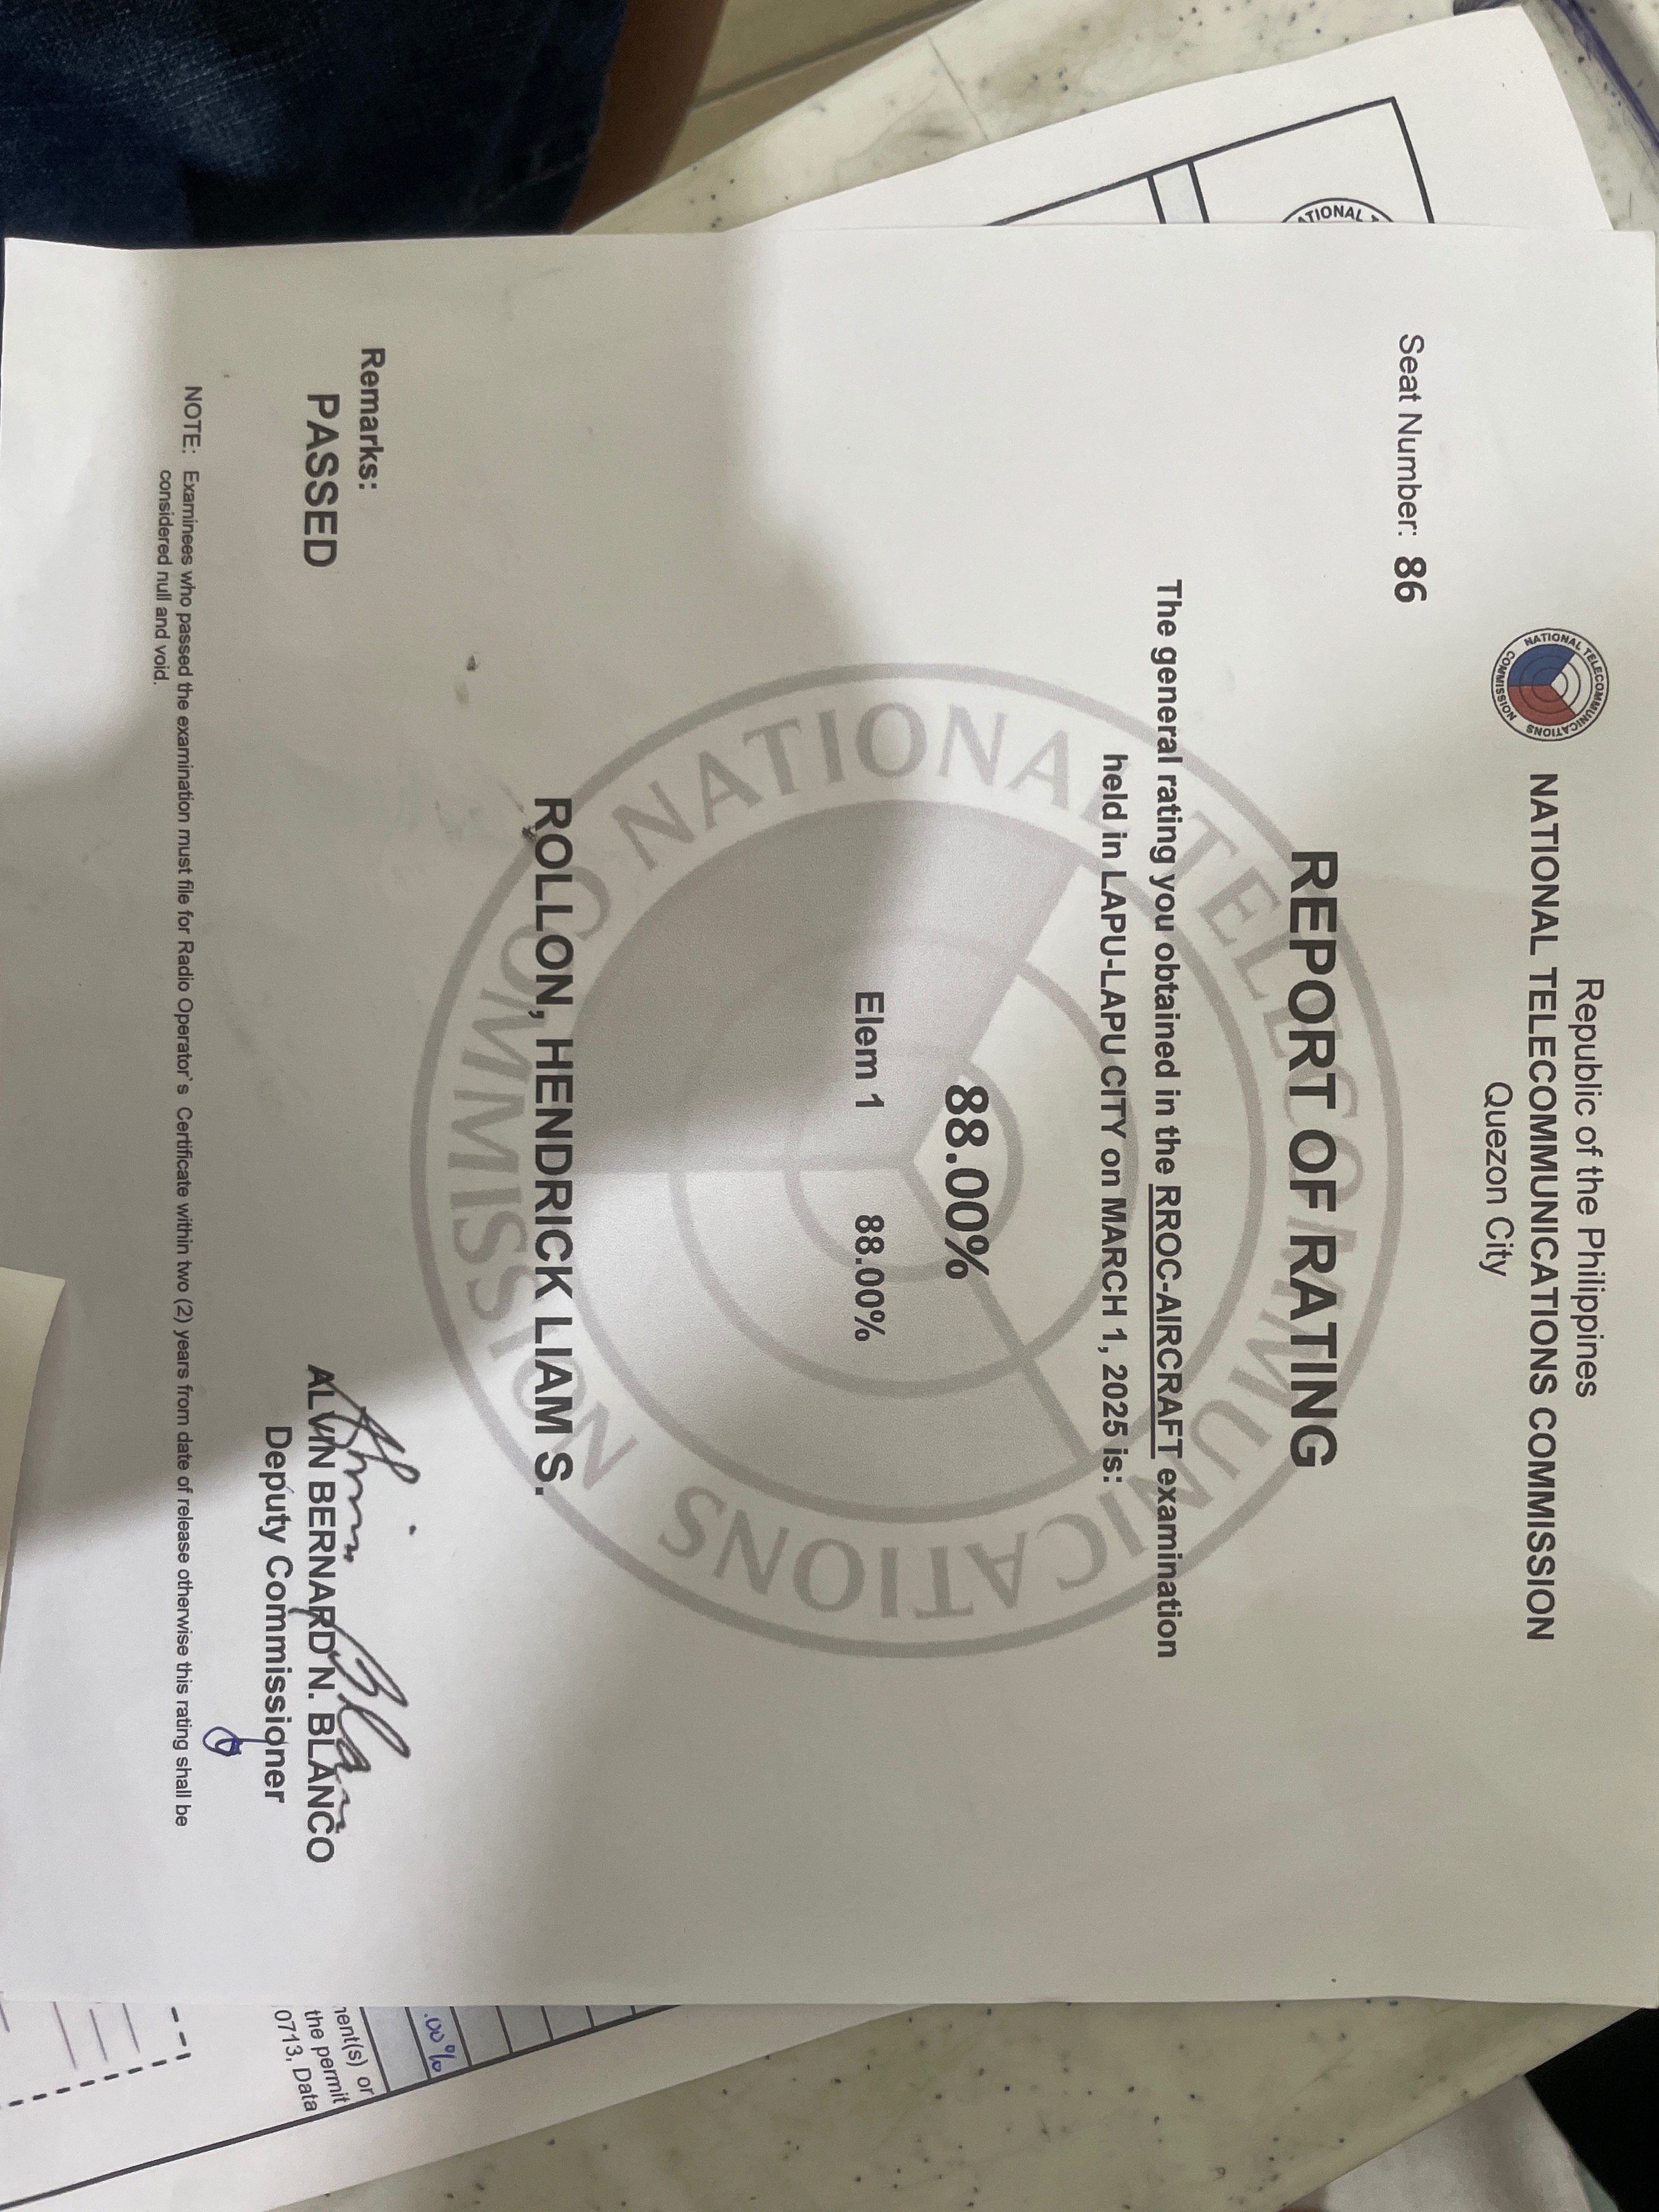 Republic of the Philippines
NATIONAL TELECOMMUNICATIONS COMMISSION
Quezon City
NATIONAL TELECOMMUNICATIONS COMMISSION
Seat Number: 86
REPORT OF RATING
The general rating you obtained in the RROC-AIRCRAFT examination
held in LAPU-LAPU CITY on MARCH 1, 2025 is:
88.00%
Elem 1 88.00%
ROLLON, HENDRICK LIAM S.
NATIONAL TELECOMMUNICATIONS COMMISSION
Remarks:
PASSED
ALVIN BERNARD N. BLANCO
Deputy Commissioner
NOTE: Examinees who passed the examination must file for Radio Operator's Certificate within two (2) years from date of release otherwise this rating shall be
considered null and void.
.00%
or
the permit
0713, Data